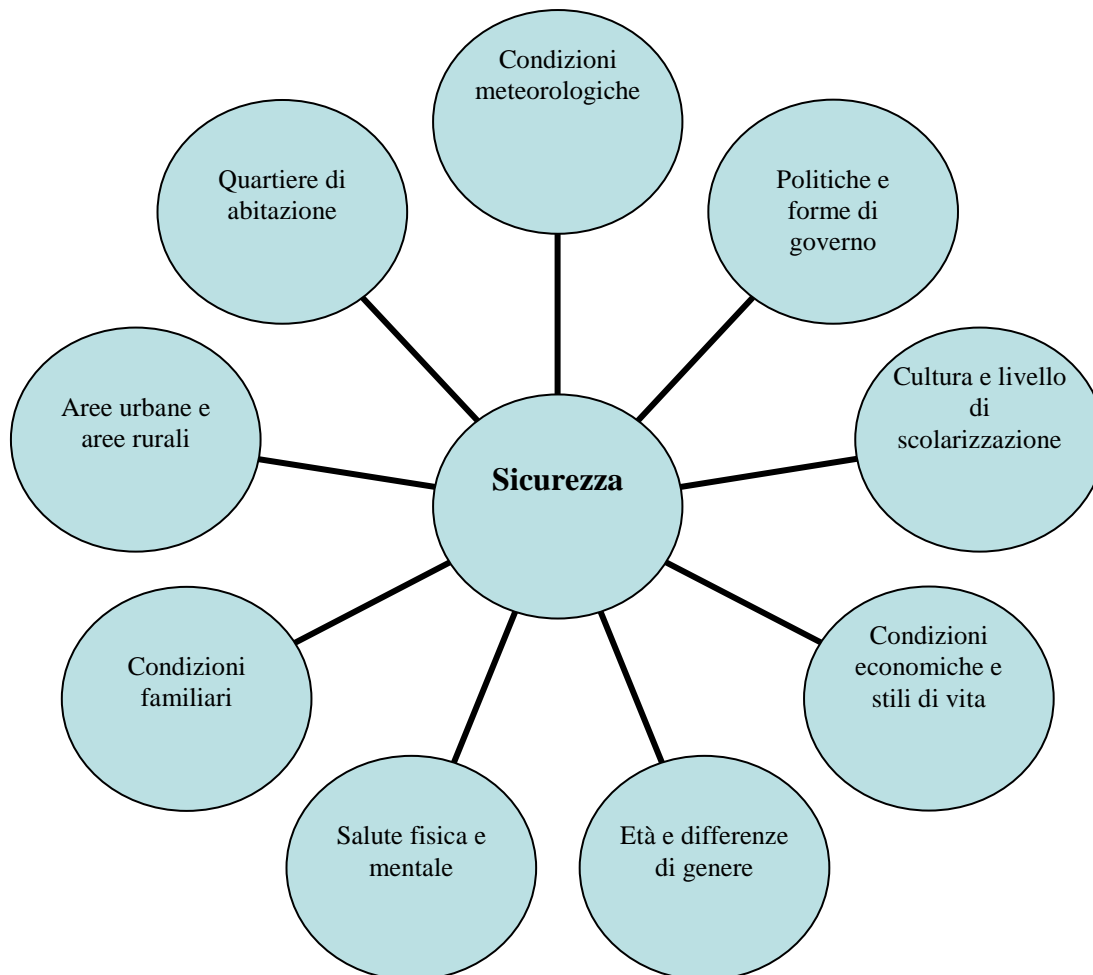 Condizioni
meteorologiche
Quartiere di
abitazione
Politiche e
forme di
governo
Cultura e livello
di
scolarizzazione
Aree urbane e
aree rurali
Sicurezza
Condizioni
economiche e
stili di vita
Condizioni
familiari
Salute fisica e
mentale
Età e differenze
di genere